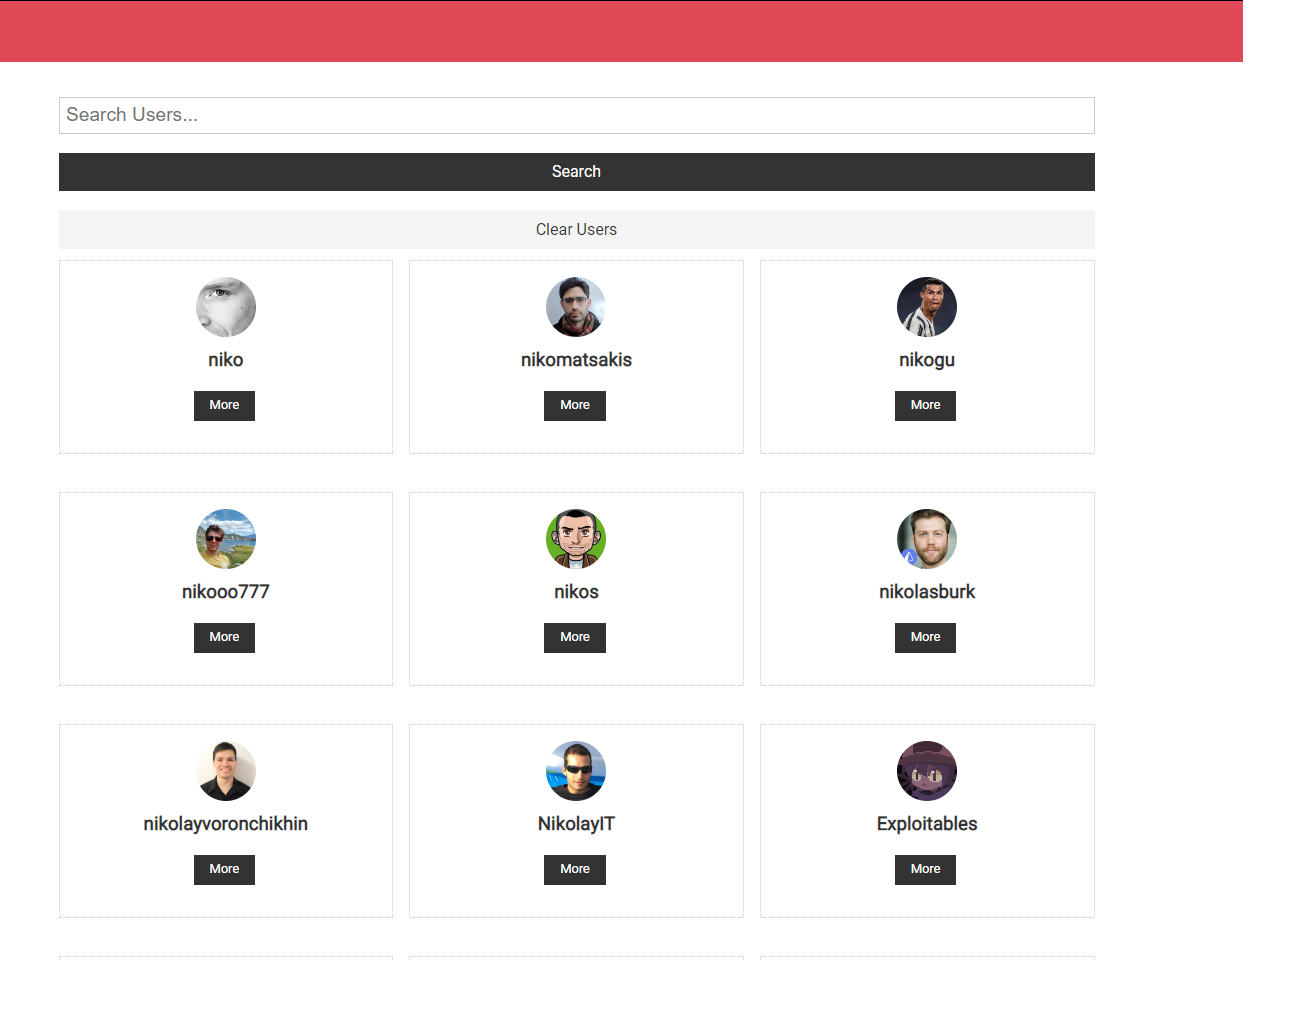 Search Users...
Search
Clear Users
niko
nikomatsakis
nikogu
More
More
More
nikooo777
nikos
nikolasburk
More
More
More
nikolayvoronchikhin
NikolayIT
Exploitables
More
More
More